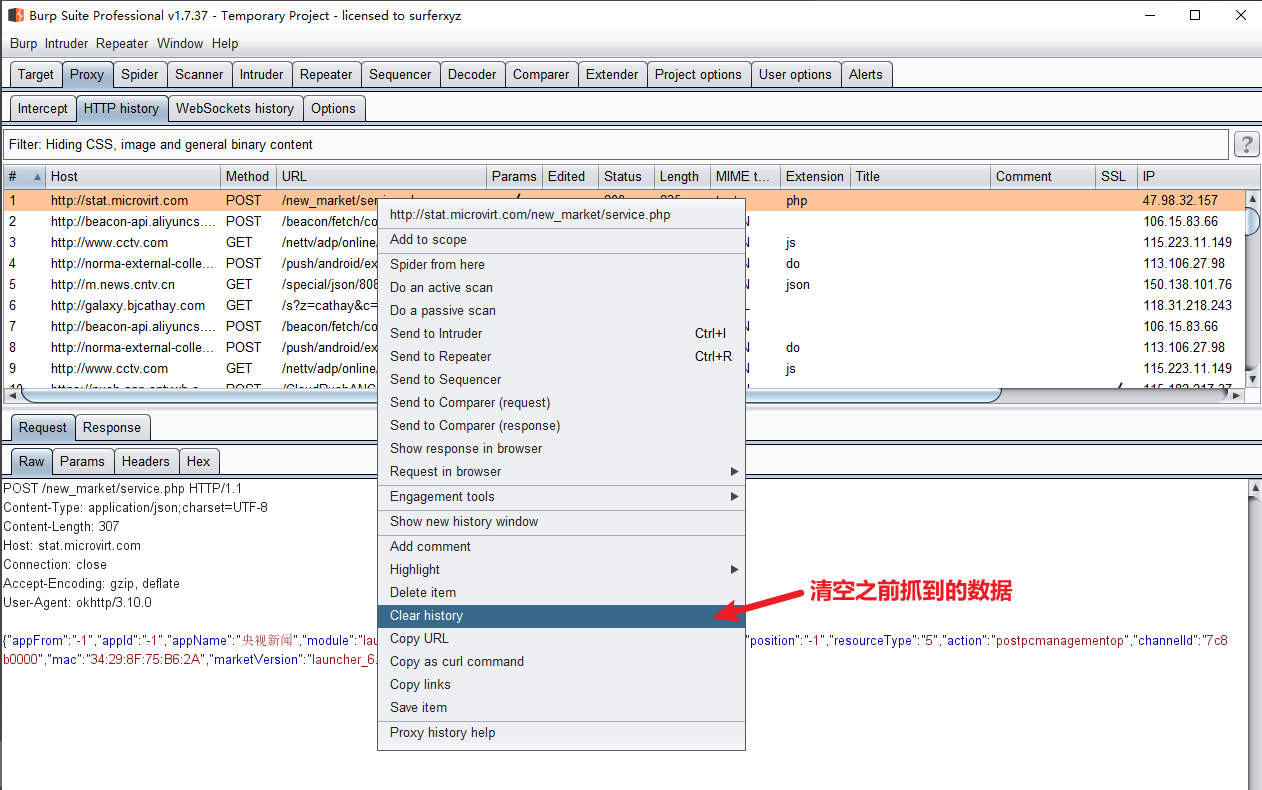 Burp Suite Professional v1.7.37 - Temporary Project - licensed to surferxyz
Burp Intruder Repeater Window Help
Target Proxy Spider Scanner Intruder Repeater Sequencer Decoder Comparer Extender Project options User options Alerts
Intercept HTTP history WebSockets history Options
Filter: Hiding CSS, image and general binary content ?
# Host Method URL Params Edited Status Length MIME t... Extension Title Comment SSL IP
1 http://stat.microvirt.com POST php 47.98.32.157
2 http://beacon-api.aliyuncs.... POST /beacon/fetch/co 106.15.83.66
3 http://www.cctv.com GET /nettv/adp/online/ js 115.223.11.149
4 http://norma-external-colle... POST /push/android/ex do 113.106.27.98
5 http://m.news.cntv.cn GET /special/json/808 json 150.138.101.76
6 http://galaxy.bjcathay.com GET /s?z=cathay&c= 118.31.218.243
7 http://beacon-api.aliyuncs.... POST /beacon/fetch/co 106.15.83.66
8 http://norma-external-colle... POST /push/android/ex do 113.106.27.98
9 http://www.cctv.com GET /nettv/adp/online/ js 115.223.11.149
http://stat.microvirt.com/new_market/service.php
Add to scope
Spider from here
Do an active scan
Do a passive scan
Send to Intruder Ctrl+I
Send to Repeater Ctrl+R
Send to Sequencer
Send to Comparer (request)
Send to Comparer (response)
Show response in browser
Request in browser
Engagement tools
Show new history window
Add comment
Highlight
Delete item
Clear history
Copy URL
Copy as curl command
Copy links
Save item
Proxy history help
清空之前抓到的数据
Request Response
Raw Params Headers Hex
POST /new_market/service.php HTTP/1.1
Content-Type: application/json;charset=UTF-8
Content-Length: 307
Host: stat.microvirt.com
Connection: close
Accept-Encoding: gzip, deflate
User-Agent: okhttp/3.10.0
{"appFrom":"-1","appId":"-1","appName":"央视新闻","module":"lau "position":"-1","resourceType":"5","action":"postpcmanagementop","channelId":"7c8
b0000","mac":"34:29:8F:75:B6:2A","marketVersion":"launcher_6.